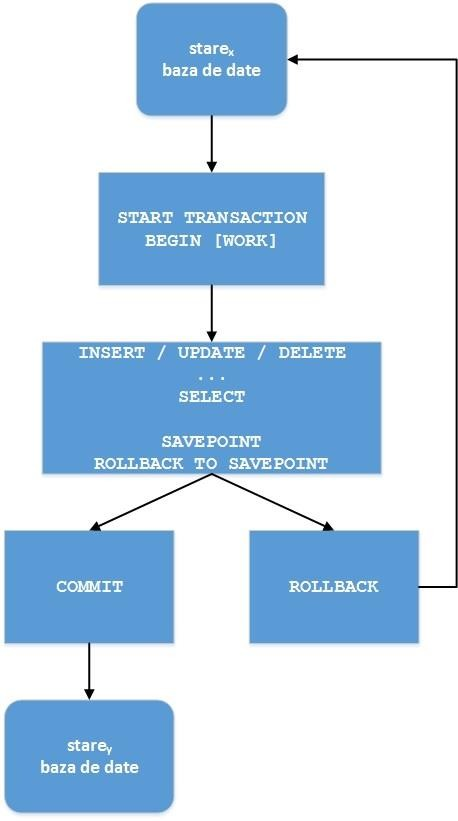 stareₓ
baza de date
START TRANSACTION
BEGIN [WORK]
INSERT / UPDATE / DELETE
...
SELECT
SAVEPOINT
ROLLBACK TO SAVEPOINT
COMMIT
ROLLBACK
stareᵧ
baza de date